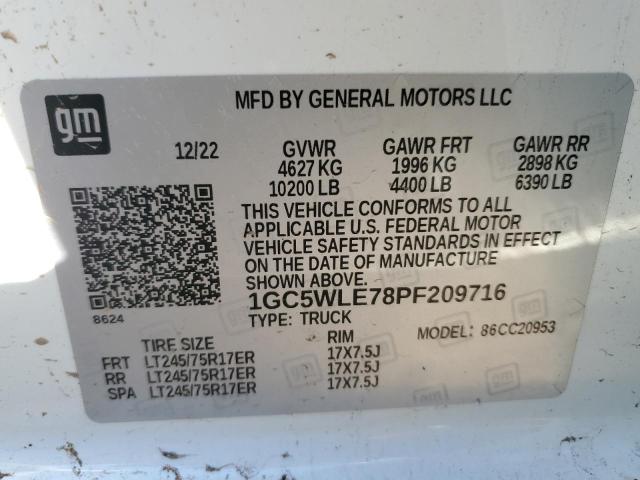 gm
MFD BY GENERAL MOTORS LLC
12/22 GVWR GAWR FRT GAWR RR
4627 KG 1996 KG 2898 KG
10200 LB 4400 LB 6390 LB
THIS VEHICLE CONFORMS TO ALL
APPLICABLE U.S. FEDERAL MOTOR
VEHICLE SAFETY STANDARDS IN EFFECT
ON THE DATE OF MANUFACTURE
SHOWN ABOVE.
1GC5WLE78PF209716
8624
TYPE: TRUCK MODEL: 86CC20953
TIRE SIZE RIM
FRT LT245/75R17ER 17X7.5J
RR LT245/75R17ER 17X7.5J
SPA LT245/75R17ER 17X7.5J